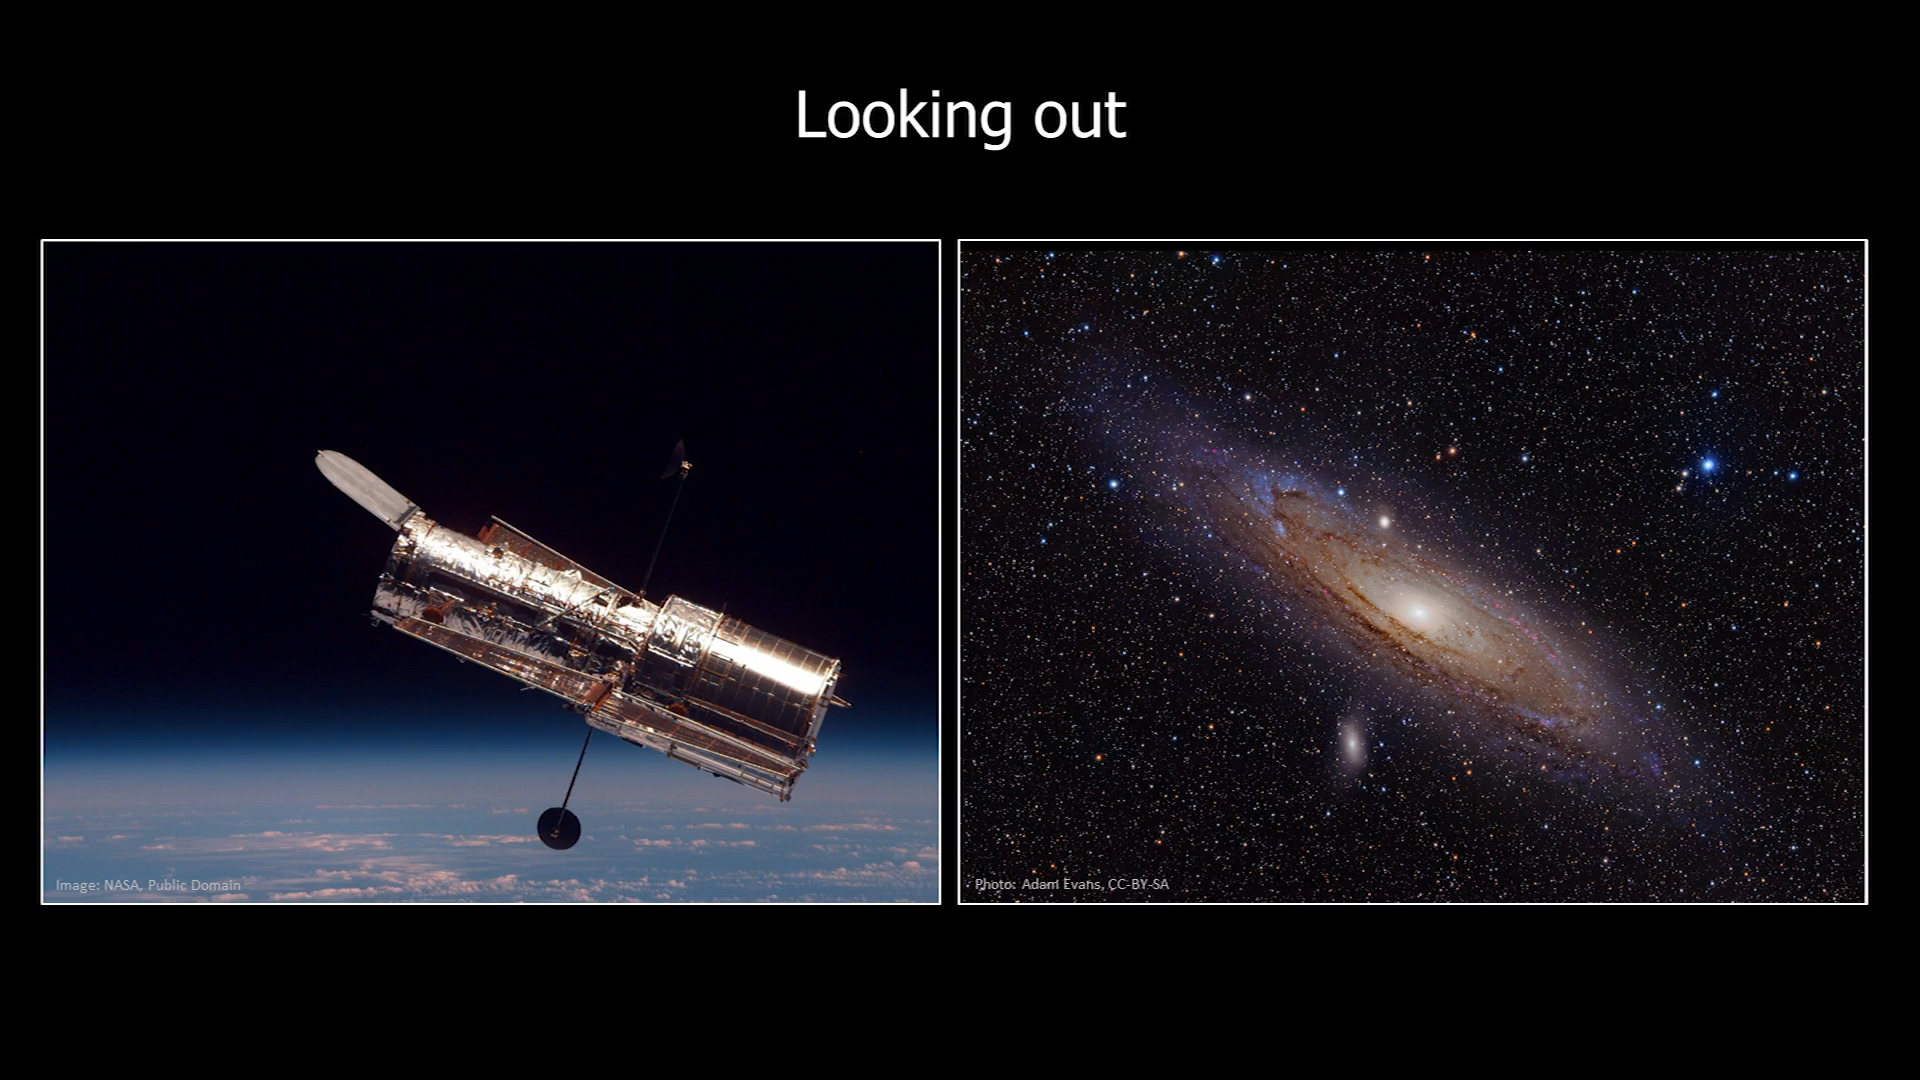 Looking out
Image: NASA, Public Domain
Photo: Adam Evans, CC-BY-SA